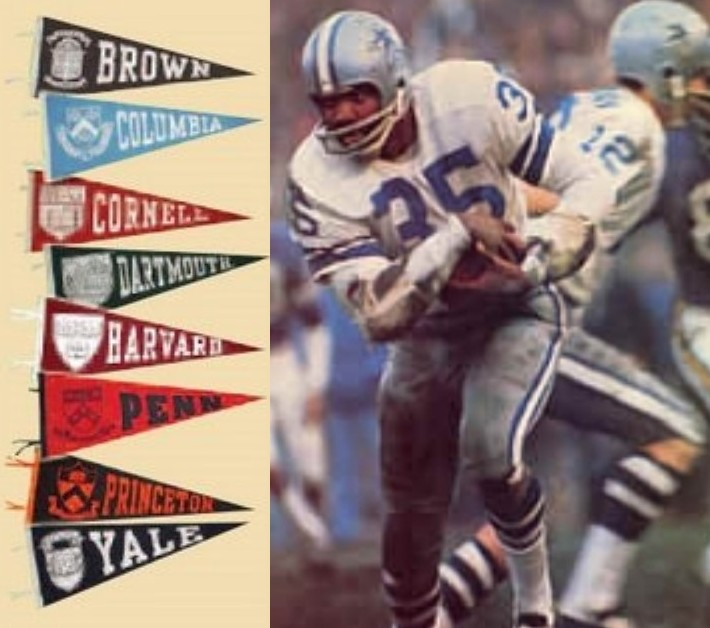 BROWN
COLUMBIA
CORNELL
DARTMOUTH
HARVARD
PENN
PRINCETON
YALE
35
35
12